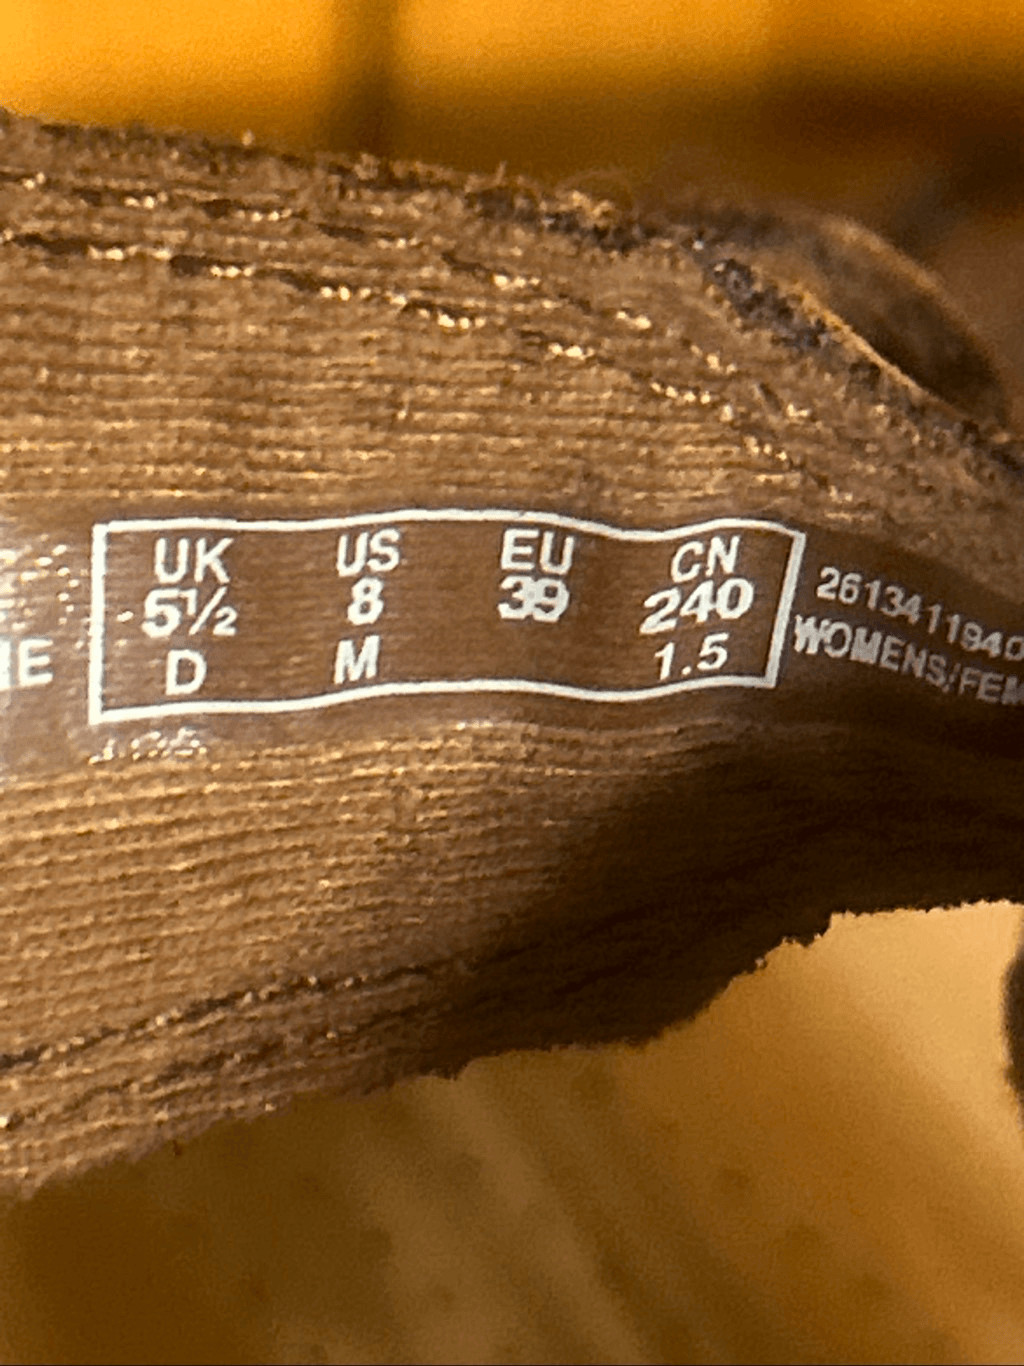 UK US EU CN
5½ 8 39 240
D M 1.5
2613411940
WOMENS/FEM